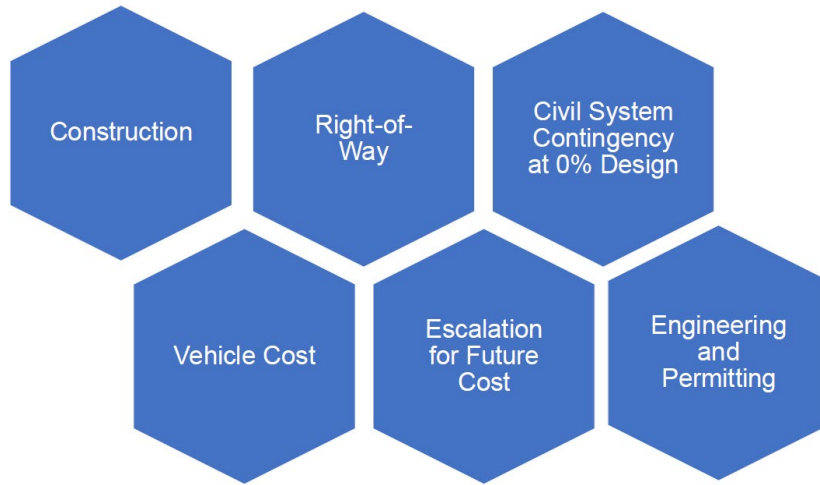 Construction
Right-of-
Way
Civil System
Contingency
at 0% Design
Vehicle Cost
Escalation
for Future
Cost
Engineering
and
Permitting